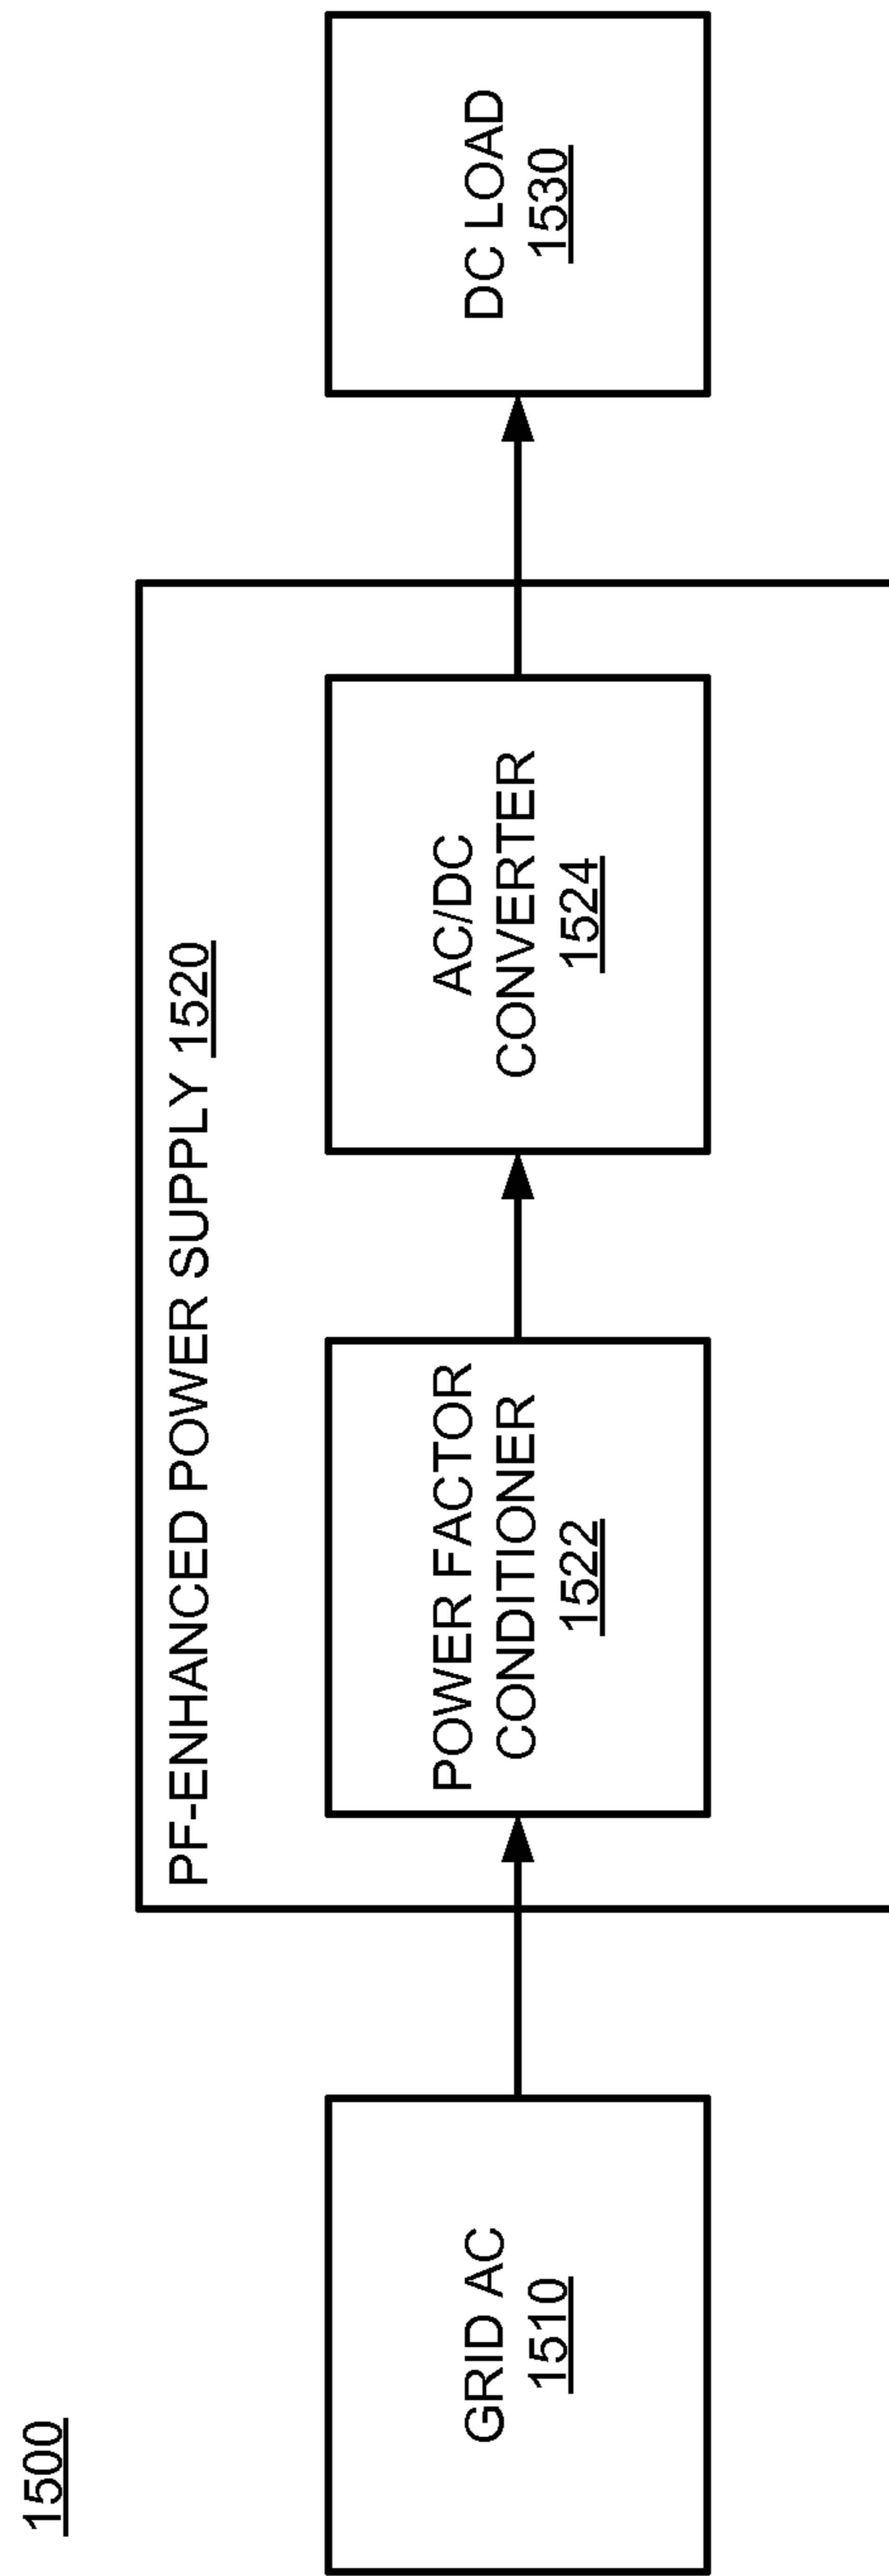 1500
PF-ENHANCED POWER SUPPLY 1520
GRID AC
1510
POWER FACTOR
CONDITIONER
1522
AC/DC
CONVERTER
1524
DC LOAD
1530